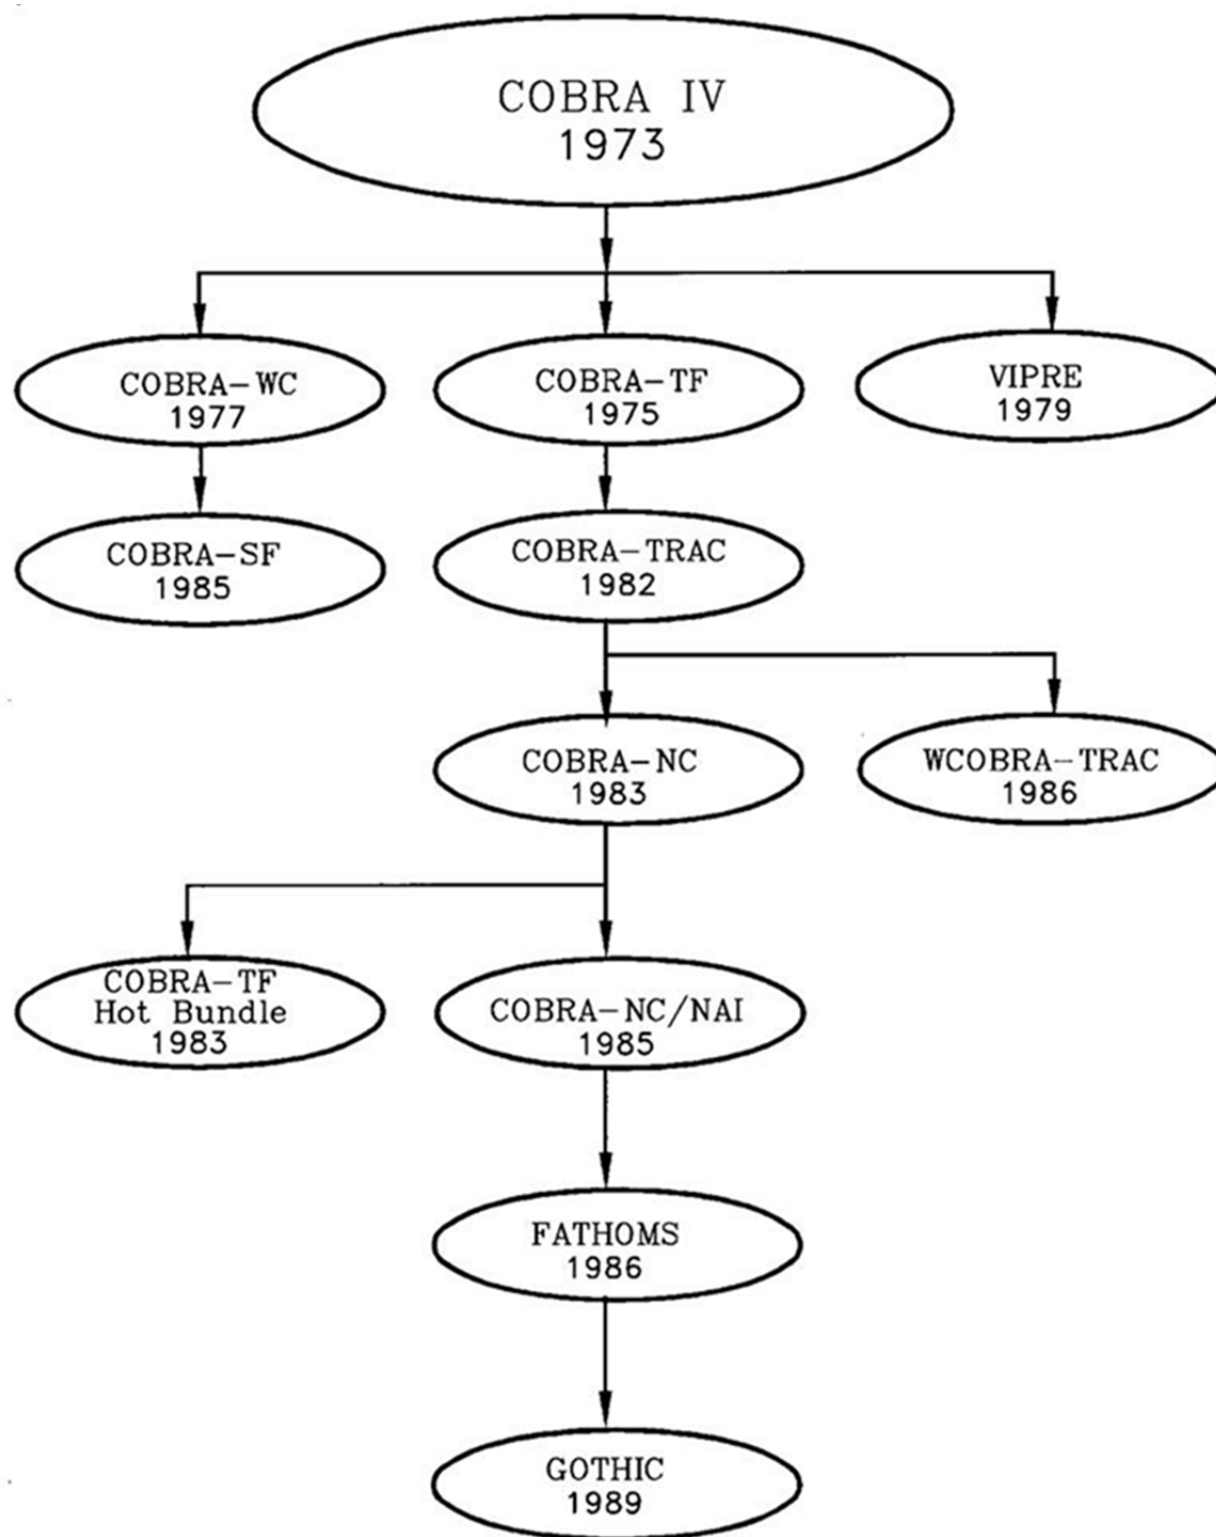 COBRA IV
1973
COBRA-WC
1977
COBRA-TF
1975
VIPRE
1979
COBRA-SF
1985
COBRA-TRAC
1982
COBRA-NC
1983
WCOBRA-TRAC
1986
COBRA-TF
Hot Bundle
1983
COBRA-NC/NAI
1985
FATHOMS
1986
GOTHIC
1989